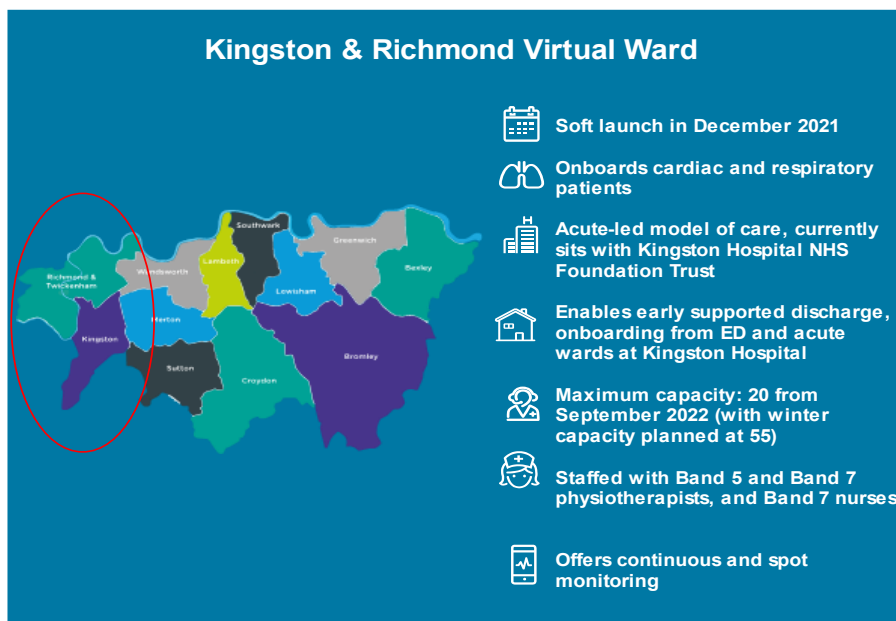 Kingston & Richmond Virtual Ward
Soft launch in December 2021
Onboards cardiac and respiratory
patients
Acute-led model of care, currently
sits with Kingston Hospital NHS
Foundation Trust
Enables early supported discharge,
onboarding from ED and acute
wards at Kingston Hospital
Maximum capacity: 20 from
September 2022 (with winter
capacity planned at 55)
Staffed with Band 5 and Band 7
physiotherapists, and Band 7 nurses
Offers continuous and spot
monitoring
Richmond &
Twickenham
Kingston
Wandsworth
Merton
Sutton
Lambeth
Southwark
Lewisham
Croydon
Greenwich
Bexley
Bromley
H